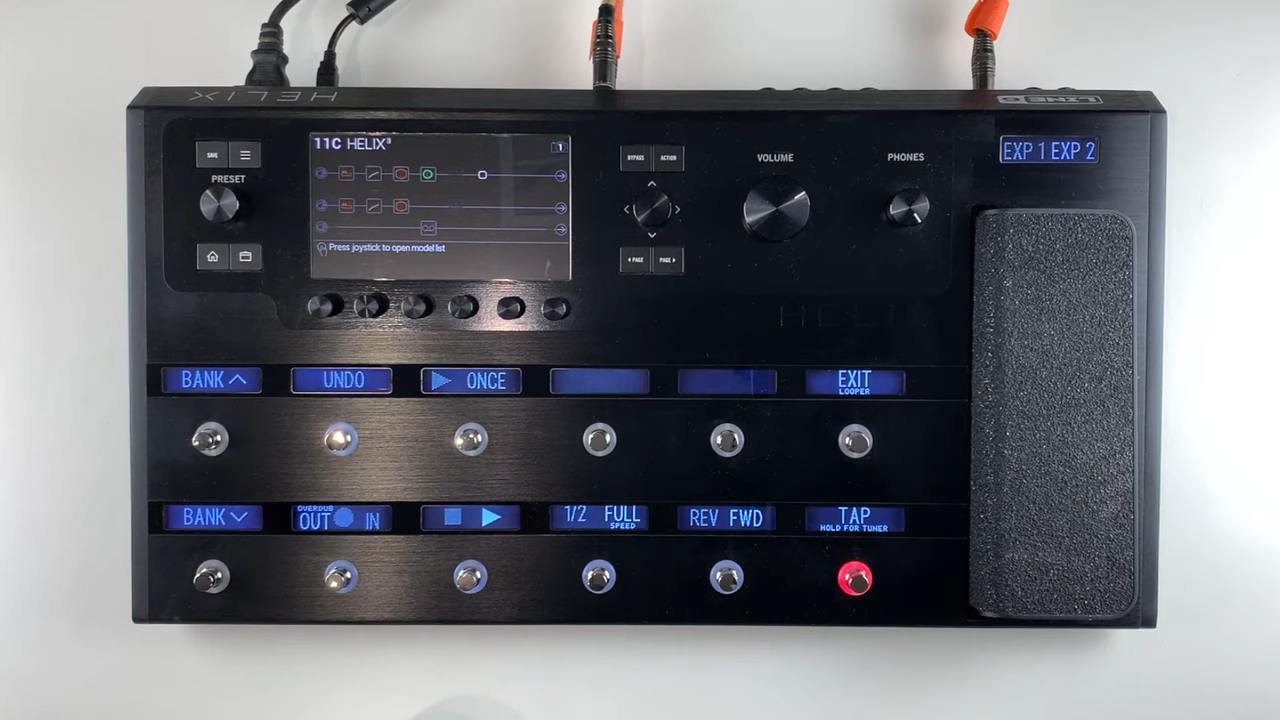 HELIX
LINE 6
SAVE
PRESET
11C HELIX³
1
Press joystick to open model list
BYPASS ACTION
PAGE PAGE
VOLUME
PHONES
EXP 1 EXP 2
HELIX
BANK
UNDO
ONCE
EXIT
LOOPER
BANK
OVERDUB
OUT IN
1/2 FULL
SPEED
REV FWD
TAP
HOLD FOR TUNER